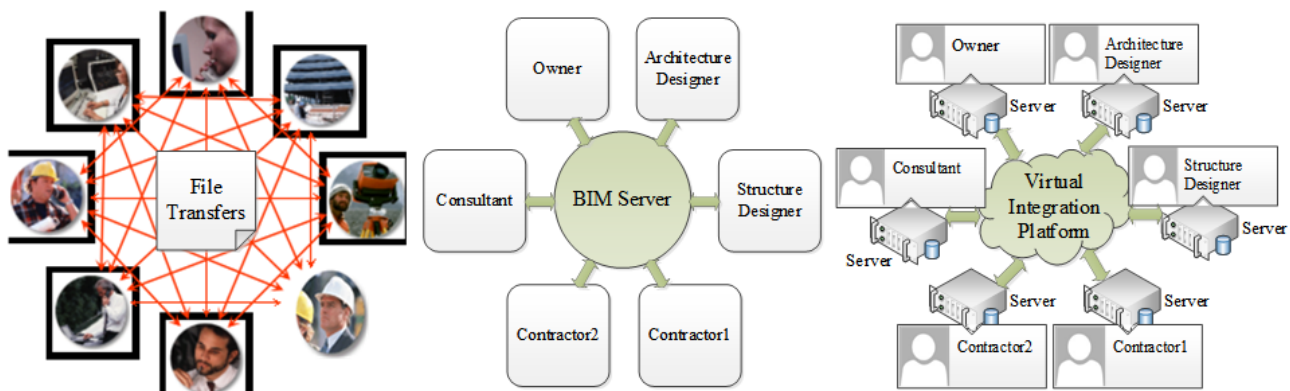 File
Transfers
Owner
Architecture
Designer
Consultant
BIM Server
Structure
Designer
Contractor2
Contractor1
Owner
Architecture
Designer
Server
Server
Consultant
Structure
Designer
Virtual
Integration
Platform
Server
Server
Server
Server
Contractor2
Contractor1